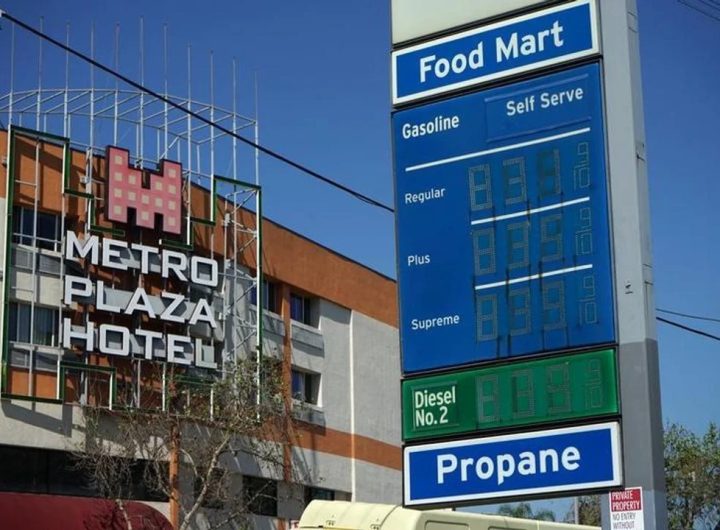 METRO
PLAZA
HOTEL
Food Mart
Gasoline
Self Serve
Regular
Plus
Supreme
Diesel
No.2
Propane
PRIVATE
PROPERTY
NO ENTRY
WITHOUT